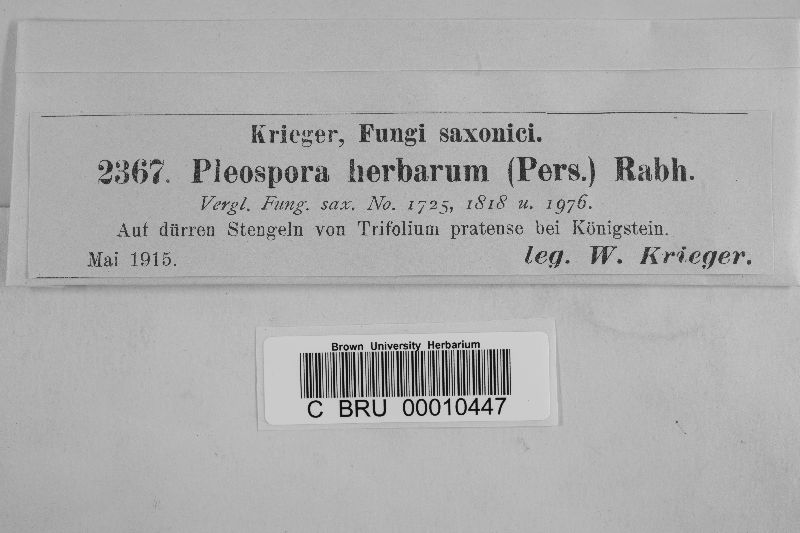 Krieger, Fungi saxonici.
2367. Pleospora herbarum (Pers.) Rabh.
Vergl. Fung. sax. No. 1725, 1818 u. 1976.
Auf dürren Stengeln von Trifolium pratense bei Königstein.
Mai 1915. leg. W. Krieger.
Brown University Herbarium
C BRU 00010447